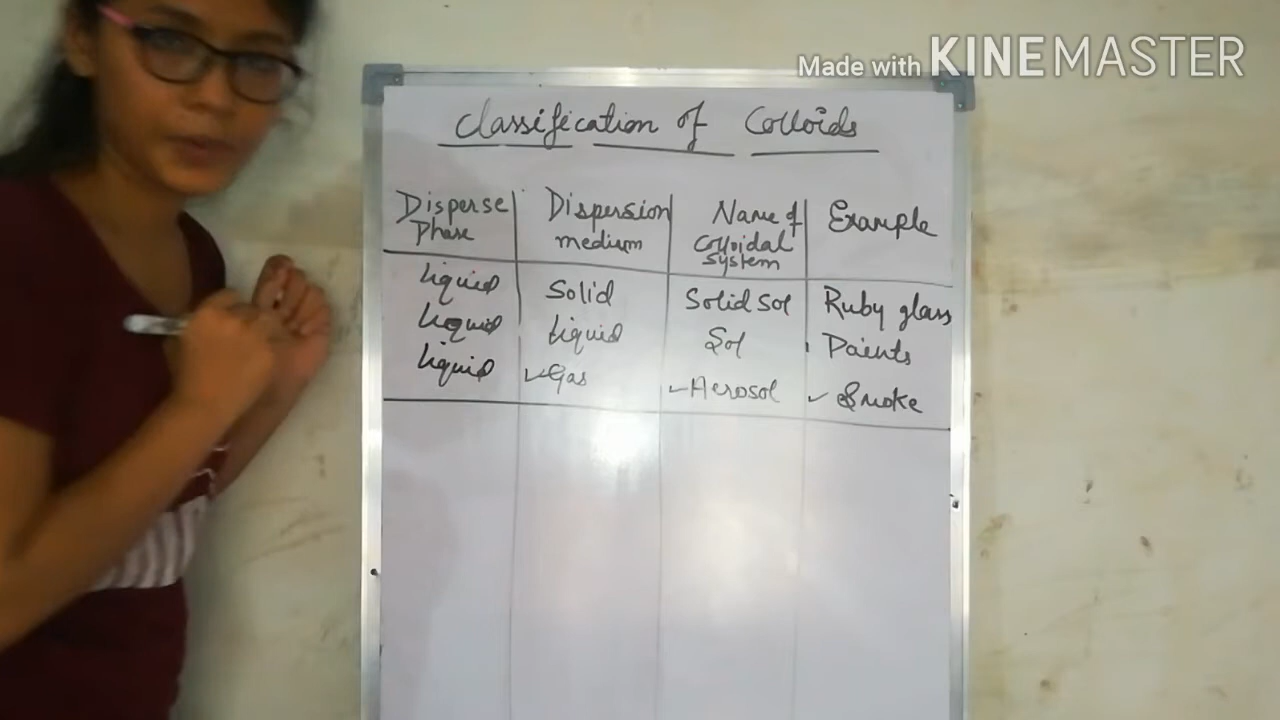 Made with KINEMASTER
Classification of Colloids
Disperse Phase Dispersion medium Name of Colloidal System Example
Liquid Solid Solid Sol Ruby glass
Liquid Liquid Sol Paints
Liquid Gas Aerosol Smoke